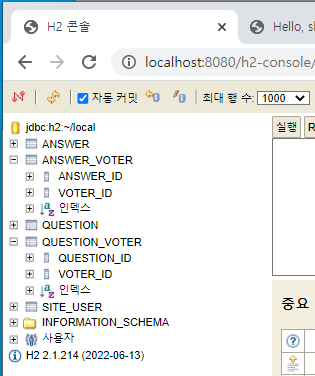 H2 콘솔
Hello, s
localhost:8080/h2-console/
자동 커밋
최대 행 수:
1000
실행
jdbc:h2:~/local
ANSWER
ANSWER_VOTER
ANSWER_ID
VOTER_ID
인덱스
QUESTION
QUESTION_VOTER
QUESTION_ID
VOTER_ID
인덱스
SITE_USER
INFORMATION_SCHEMA
사용자
H2 2.1.214 (2022-06-13)
중요